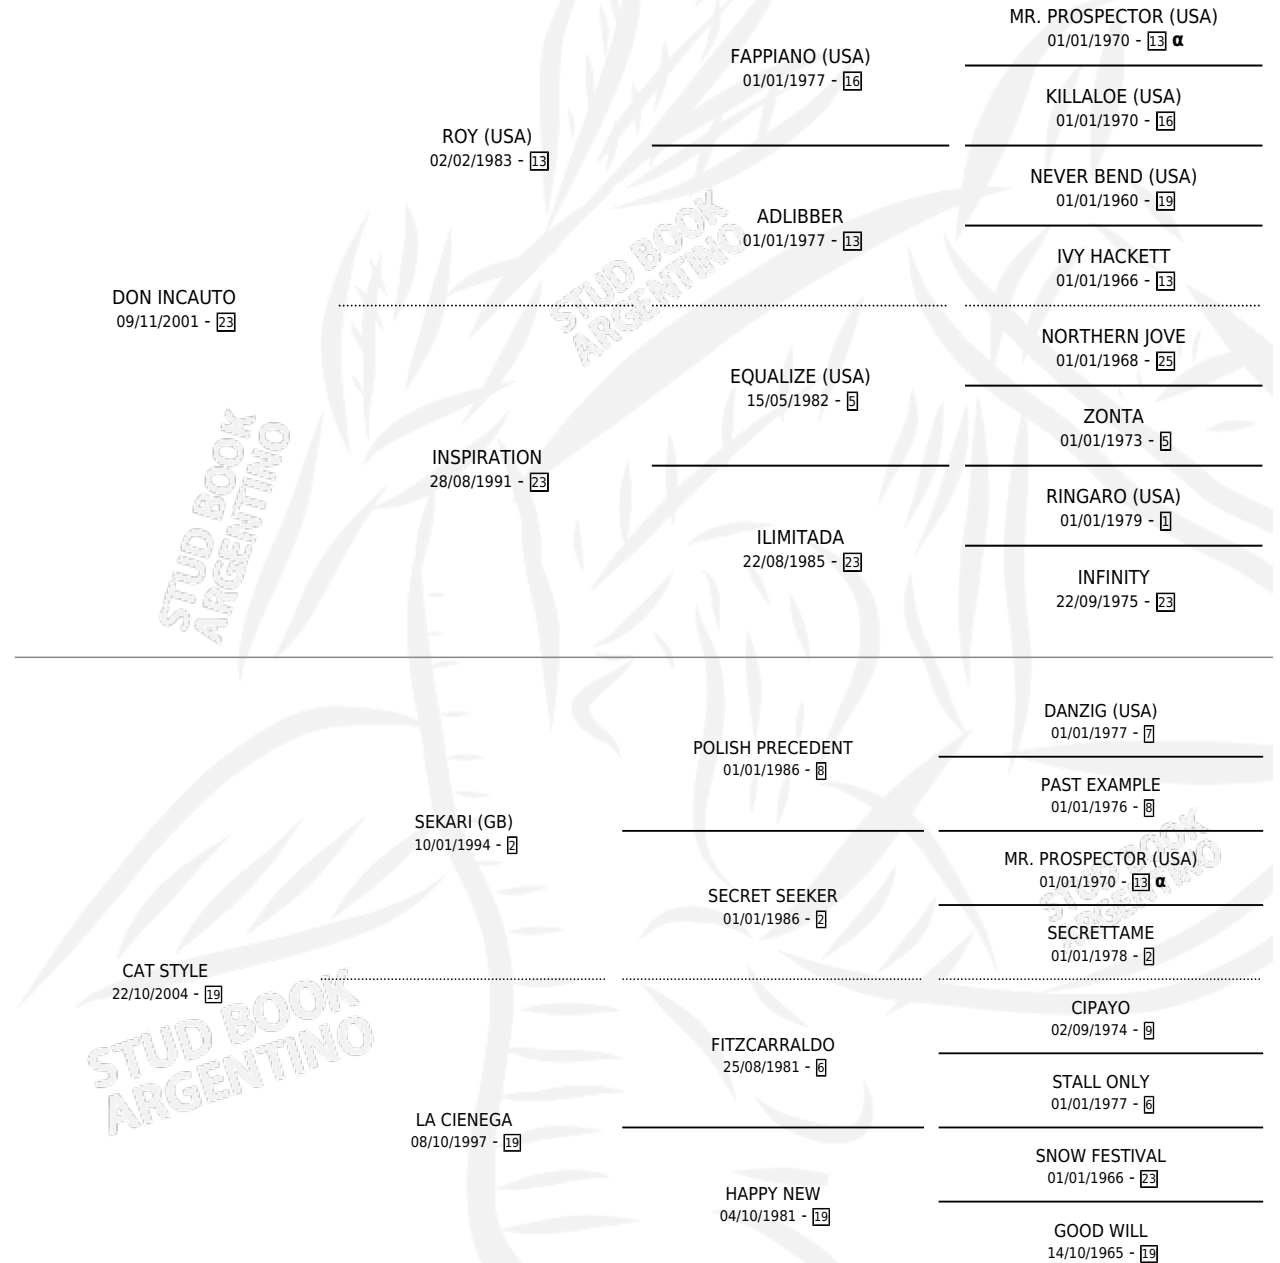 MR. PROSPECTOR (USA)
01/01/1970 - 13 α
FAPPIANO (USA)
01/01/1977 - 16
KILLALOE (USA)
01/01/1970 - 16
ROY (USA)
02/02/1983 - 13
NEVER BEND (USA)
01/01/1960 - 19
ADLIBBER
01/01/1977 - 13
IVY HACKETT
01/01/1966 - 13
DON INCAUTO
09/11/2001 - 23
NORTHERN JOVE
01/01/1968 - 25
EQUALIZE (USA)
15/05/1982 - 5
ZONTA
01/01/1973 - 5
INSPIRATION
28/08/1991 - 23
RINGARO (USA)
01/01/1979 - 1
ILIMITADA
22/08/1985 - 23
INFINITY
22/09/1975 - 23
STUD BOOK
ARGENTINO
STUD BOOK
ARGENTINO
DANZIG (USA)
01/01/1977 - 7
POLISH PRECEDENT
01/01/1986 - 8
PAST EXAMPLE
01/01/1976 - 8
SEKARI (GB)
10/01/1994 - 2
MR. PROSPECTOR (USA)
01/01/1970 - 13 α
SECRET SEEKER
01/01/1986 - 2
SECRETTAME
01/01/1978 - 2
STUD BOOK
ARGENTINO
CAT STYLE
22/10/2004 - 19
CIPAYO
02/09/1974 - 9
FITZCARRALDO
25/08/1981 - 6
STALL ONLY
01/01/1977 - 6
LA CIENEGA
08/10/1997 - 19
SNOW FESTIVAL
01/01/1966 - 23
HAPPY NEW
04/10/1981 - 19
GOOD WILL
14/10/1965 - 19
STUD BOOK
ARGENTINO